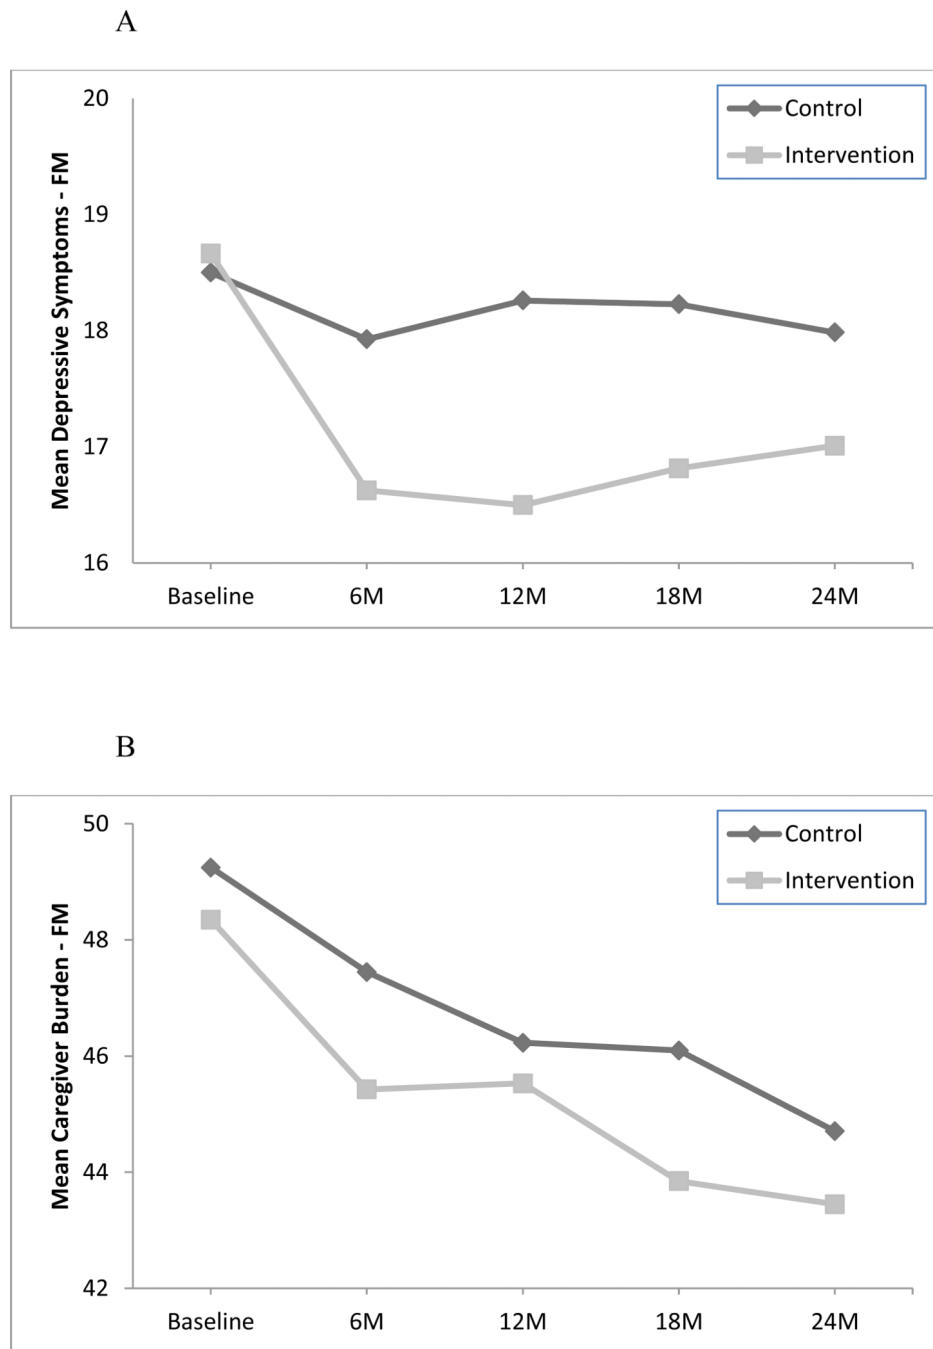 A
20
19
18
17
16
Mean Depressive Symptoms - FM
Control
Intervention
Baseline 6M 12M 18M 24M
B
50
48
46
44
42
Mean Caregiver Burden - FM
Control
Intervention
Baseline 6M 12M 18M 24M